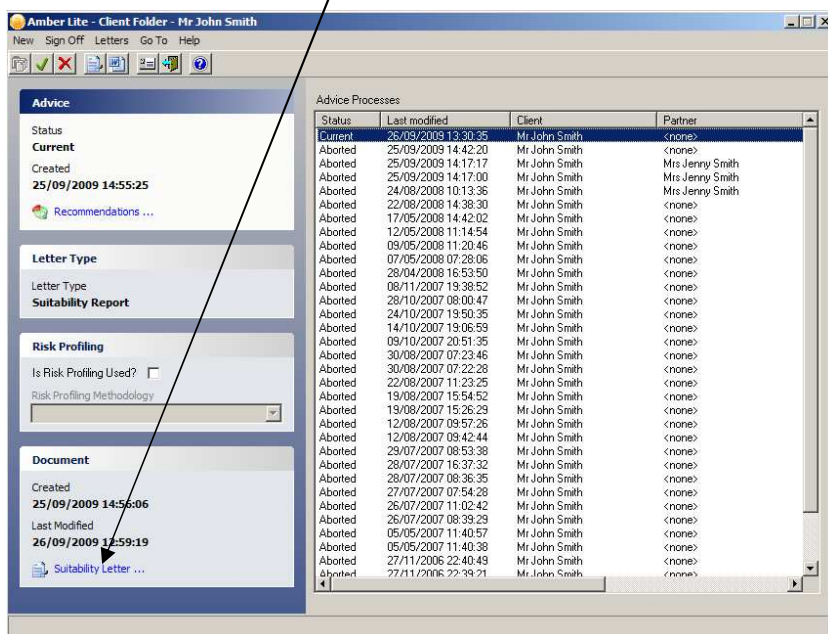 Amber Lite - Client Folder - Mr John Smith
New Sign Off Letters Go To Help
Advice
Status
Current
Created
25/09/2009 14:55:25
Recommendations ...
Letter Type
Letter Type
Suitability Report
Risk Profiling
Is Risk Profiling Used?
Risk Profiling Methodology
Document
Created
25/09/2009 14:56:06
Last Modified
26/09/2009 12:59:19
Suitability Letter ...
Advice Processes
Status Last modified Client Partner
Current 26/09/2009 13:30:35 Mr John Smith <none>
Aborted 25/09/2009 14:42:20 Mr John Smith <none>
Aborted 25/09/2009 14:17:17 Mr John Smith Mrs Jenny Smith
Aborted 25/09/2009 14:17:00 Mr John Smith Mrs Jenny Smith
Aborted 24/08/2008 10:13:36 Mr John Smith Mrs Jenny Smith
Aborted 22/08/2008 14:38:30 Mr John Smith <none>
Aborted 17/05/2008 14:42:02 Mr John Smith <none>
Aborted 12/05/2008 11:14:54 Mr John Smith <none>
Aborted 09/05/2008 11:20:46 Mr John Smith <none>
Aborted 07/05/2008 07:28:06 Mr John Smith <none>
Aborted 28/04/2008 16:53:50 Mr John Smith <none>
Aborted 08/11/2007 19:38:52 Mr John Smith <none>
Aborted 28/10/2007 08:00:47 Mr John Smith <none>
Aborted 24/10/2007 19:50:35 Mr John Smith <none>
Aborted 14/10/2007 19:06:59 Mr John Smith <none>
Aborted 09/10/2007 20:51:35 Mr John Smith <none>
Aborted 30/08/2007 07:23:46 Mr John Smith <none>
Aborted 30/08/2007 07:22:28 Mr John Smith <none>
Aborted 22/08/2007 11:23:25 Mr John Smith <none>
Aborted 19/08/2007 15:54:52 Mr John Smith <none>
Aborted 19/08/2007 15:26:29 Mr John Smith <none>
Aborted 12/08/2007 09:57:26 Mr John Smith <none>
Aborted 12/08/2007 09:42:44 Mr John Smith <none>
Aborted 29/07/2007 08:53:38 Mr John Smith <none>
Aborted 28/07/2007 16:37:32 Mr John Smith <none>
Aborted 28/07/2007 08:36:35 Mr John Smith <none>
Aborted 27/07/2007 07:54:28 Mr John Smith <none>
Aborted 26/07/2007 11:02:42 Mr John Smith <none>
Aborted 26/07/2007 08:39:29 Mr John Smith <none>
Aborted 05/05/2007 11:40:57 Mr John Smith <none>
Aborted 05/05/2007 11:40:38 Mr John Smith <none>
Aborted 27/11/2006 22:40:49 Mr John Smith <none>
Aborted 27/11/2006 22:39:21 Mr John Smith <none>